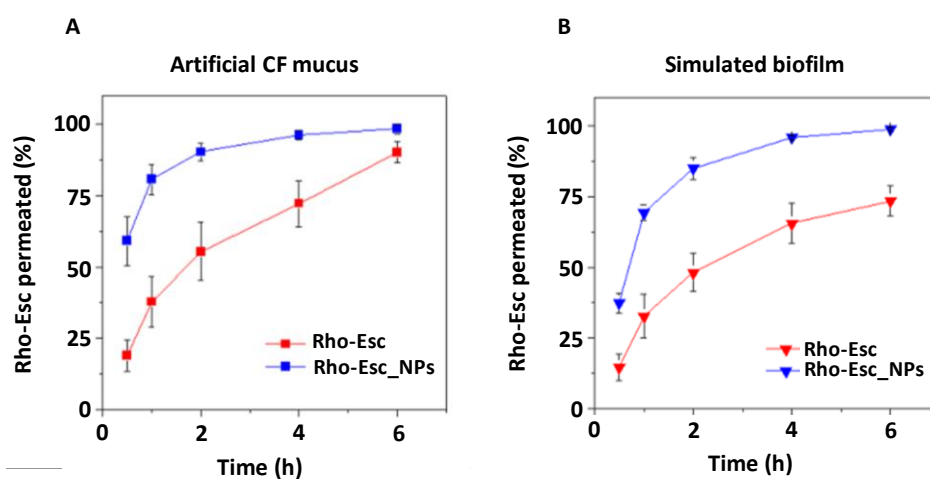 A
Artificial CF mucus
Rho-Esc permeated (%)
100
75
50
25
0
0 2 4 6
Time (h)
Rho-Esc
Rho-Esc_NPs
B
Simulated biofilm
Rho-Esc permeated (%)
100
75
50
25
0
0 2 4 6
Time (h)
Rho-Esc
Rho-Esc_NPs